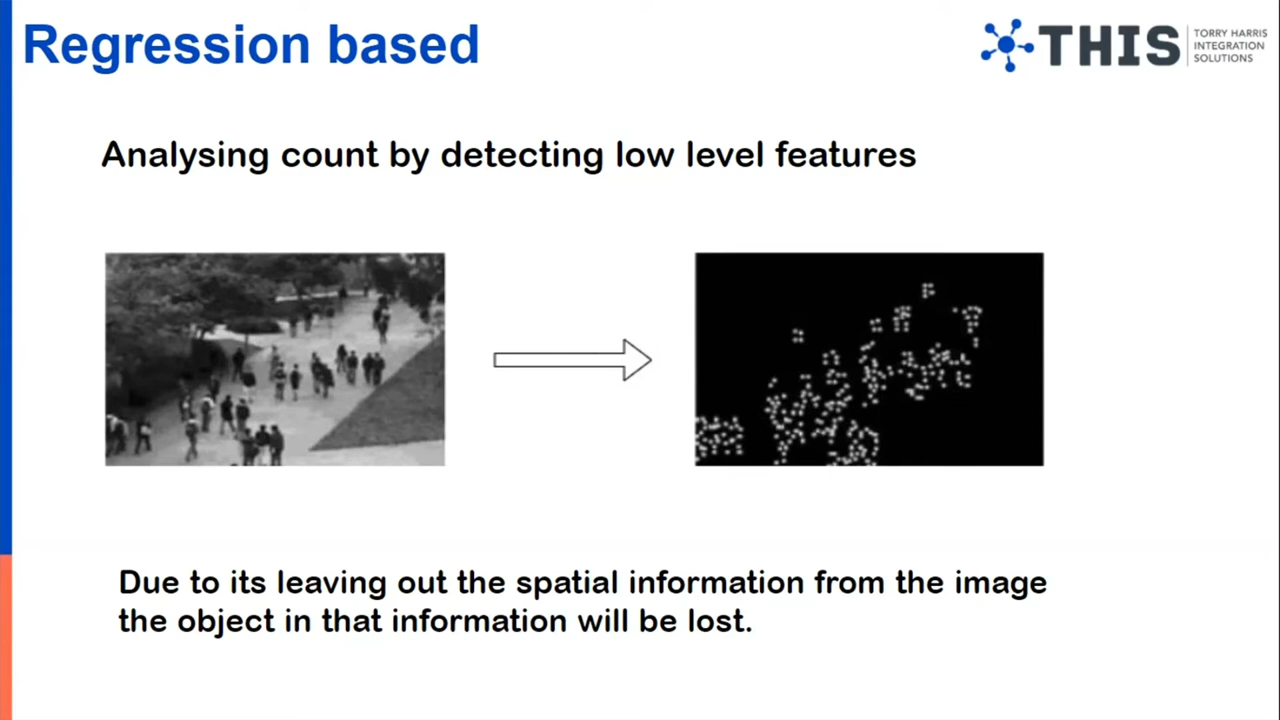 Regression based
THIS
TORRY HARRIS
INTEGRATION
SOLUTIONS
Analysing count by detecting low level features
Due to its leaving out the spatial information from the image
the object in that information will be lost.